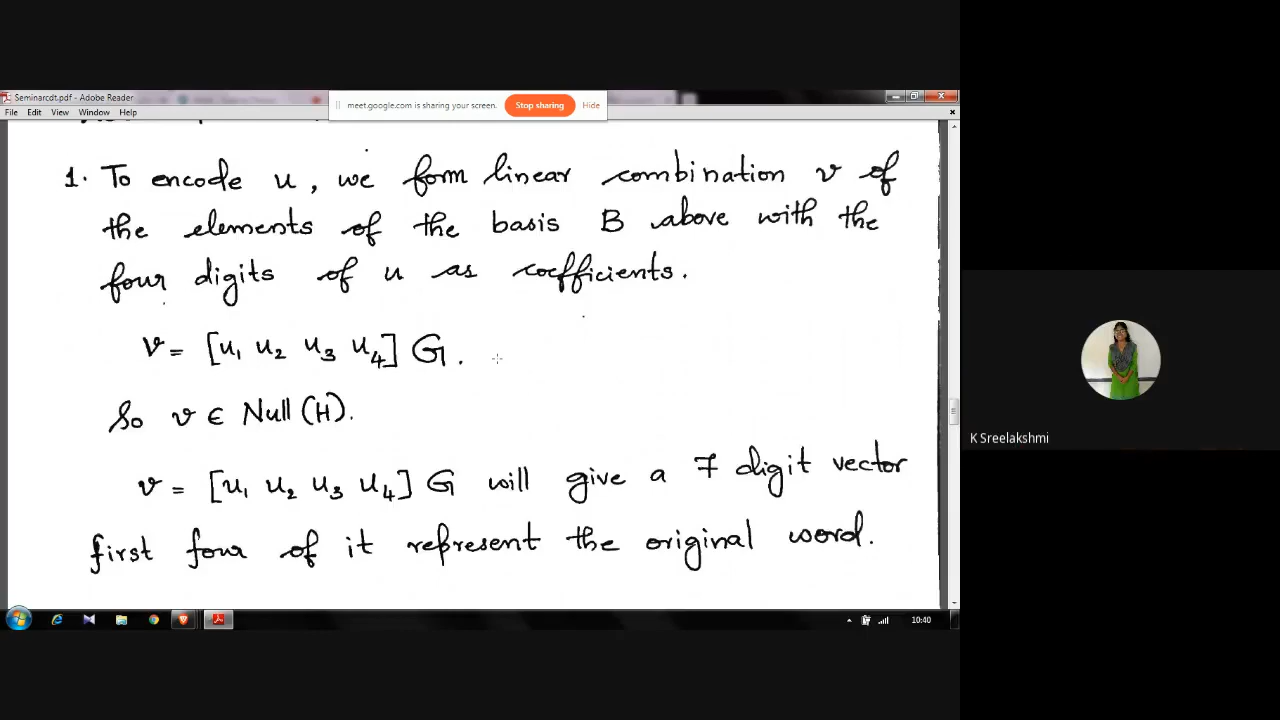 Seminarcdt.pdf - Adobe Reader
File Edit View Window Help
meet.google.com is sharing your screen. Stop sharing Hide
1. To encode u, we form linear combination v of
the elements of the basis B above with the
four digits of u as coefficients.
v = [u₁ u₂ u₃ u₄] G.
So v ∈ Null (H).
v = [u₁ u₂ u₃ u₄] G will give a 7 digit vector
first four of it represent the original word.
K Sreelakshmi
10:40